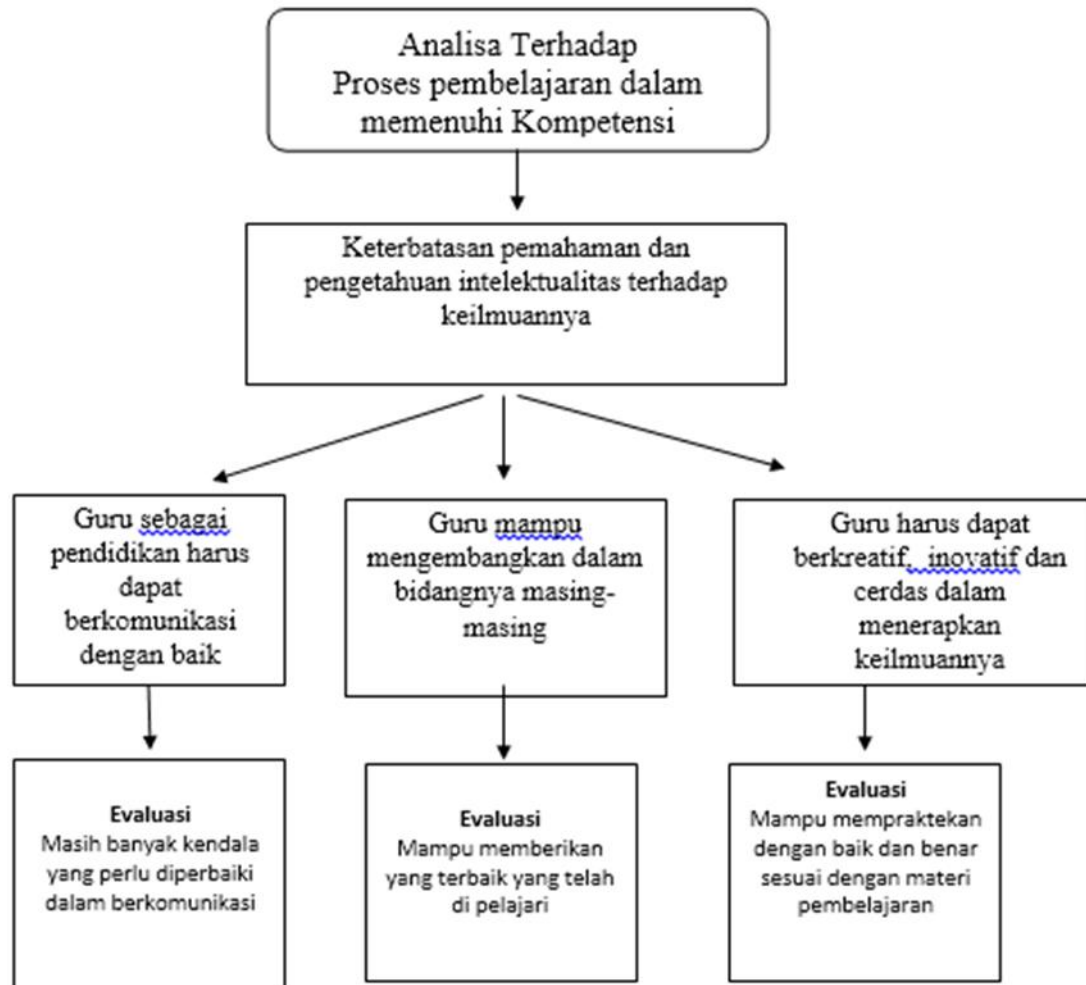 Analisa Terhadap
Proses pembelajaran dalam
memenuhi Kompetensi
Keterbatasan pemahaman dan
pengetahuan intelektualitas terhadap
keilmuannya
Guru sebagai
pendidikan harus
dapat
berkomunikasi
dengan baik
Guru mampu
mengembangkan dalam
bidangnya masing-
masing
Guru harus dapat
berkreatif, inovatif dan
cerdas dalam
menerapkan
keilmuannya
Evaluasi
Masih banyak kendala
yang perlu diperbaiki
dalam berkomunikasi
Evaluasi
Mampu memberikan
yang terbaik yang telah
di pelajari
Evaluasi
Mampu mempraktekan
dengan baik dan benar
sesuai dengan materi
pembelajaran